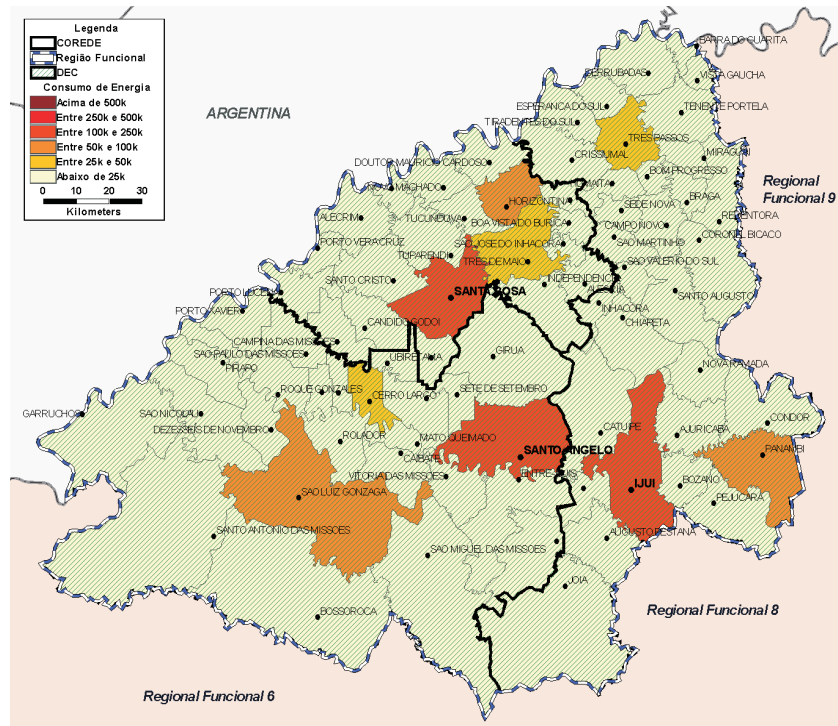 Legenda
COREDE
Região Funcional
DEC
Consumo de Energia
Acima de 500k
Entre 250k e 500k
Entre 100k e 250k
Entre 50k e 100k
Entre 25k e 50k
Abaixo de 25k
0 10 20 30
Kilometers
ARGENTINA
BARRA DO GUARITA
DERRUBADAS
VISTA GAUCHA
ESPERANCA DO SUL
TENENTE PORTELA
TIRADENTES DO SUL
TRES PASSOS
CRISSIUMAL
MIRAGUAI
DOUTOR MAURICIO CARDOSO
BOM PROGRESSO
Regional
Funcional 9
HUMAITA
NOVO MACHADO
BRAGA
HORIZONTINA
SEDE NOVA
ALECRIM
TUCUNDUVA
BOA VISTA DO BURICA
CAMPO NOVO
REDENTORA
CORONEL BICACO
PORTO VERA CRUZ
SAO JOSE DO INHACORA
SAO MARTINHO
TUPARENDI
TRES DE MAIO
SAO VALERIO DO SUL
SANTO CRISTO
INDEPENDENCIA
ALEGRIA
SANTO AUGUSTO
PORTO LUCENA
SANTA ROSA
PORTO XAVIER
INHACORA
CHIAPETA
CANDIDO GODOI
CAMPINA DAS MISSOES
SAO PAULO DAS MISSOES
UBIRETAMA
GIRUA
PIRAPO
NOVA RAMADA
ROQUE GONZALES
CERRO LARGO
SETE DE SETEMBRO
GARRUCHOS
SAO NICOLAU
CONDOR
DEZESSEIS DE NOVEMBRO
CATUIPE
AJURICABA
ROLADOR
MATO QUEIMADO
SANTO ANGELO
PANAMBI
CAIBATE
VITORIA DAS MISSOES
ENTRE-IJUIS
IJUI
BOZANO
SAO LUIZ GONZAGA
PEJUCARA
SANTO ANTONIO DAS MISSOES
AUGUSTO PESTANA
SAO MIGUEL DAS MISSOES
JOIA
Regional Funcional 8
BOSSOROCA
Regional Funcional 6